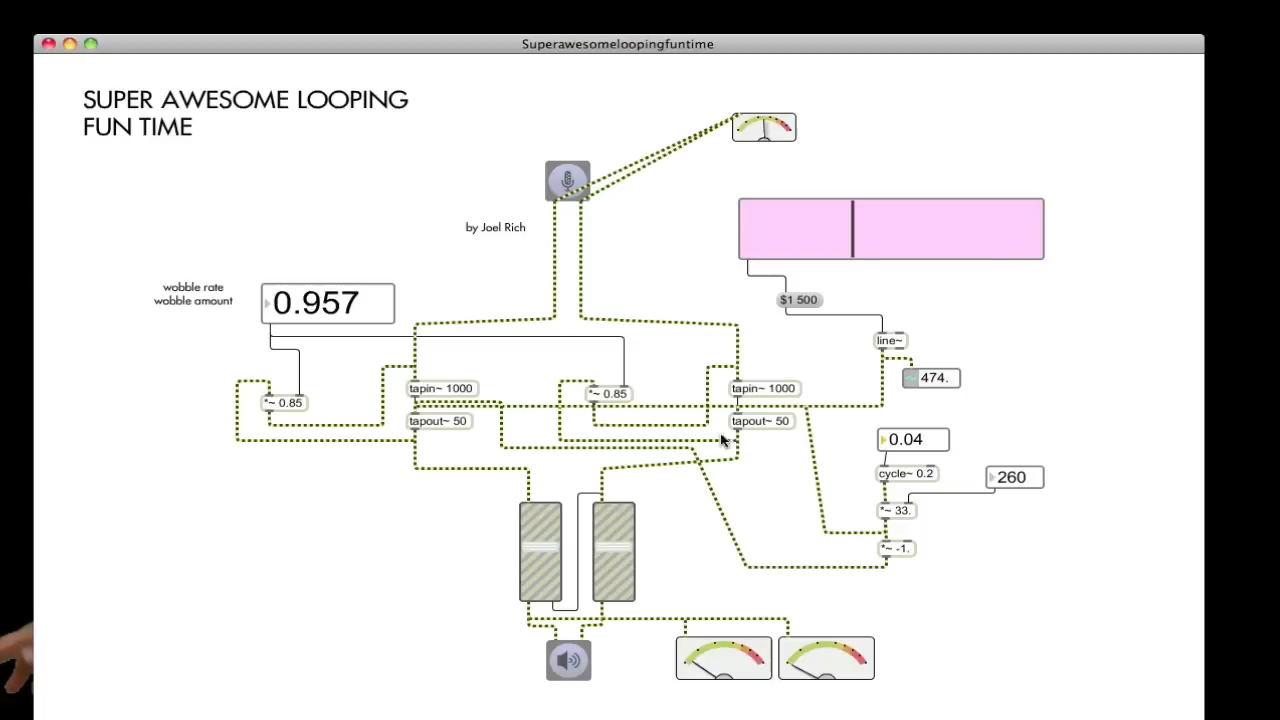 Superawesomeloopingfuntime
SUPER AWESOME LOOPING
FUN TIME
by Joel Rich
$1 500
wobble rate
wobble amount
0.957
line~
474.
tapin~ 1000
*~ 0.85
*~ 0.85
tapin~ 1000
tapout~ 50
tapout~ 50
0.04
cycle~ 0.2
260
*~ 33.
*~ -1.